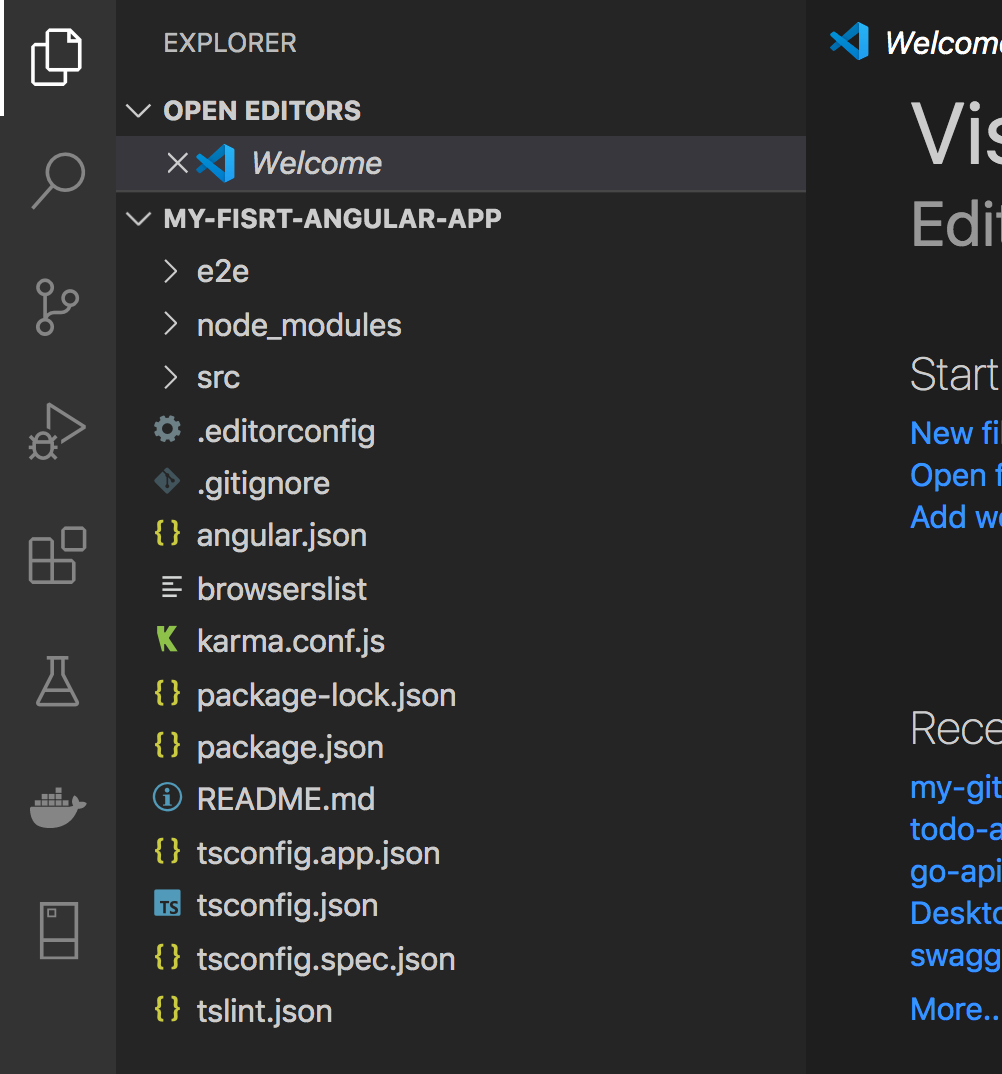 EXPLORER
OPEN EDITORS
Welcome
MY-FISRT-ANGULAR-APP
e2e
node_modules
src
.editorconfig
.gitignore
angular.json
browserslist
karma.conf.js
package-lock.json
package.json
README.md
tsconfig.app.json
TS tsconfig.json
tsconfig.spec.json
tslint.json
Welcom
Vis
Edit
Start
New fi
Open f
Add wo
Rece
my-git
todo-a
go-api
Deskto
swagg
More..